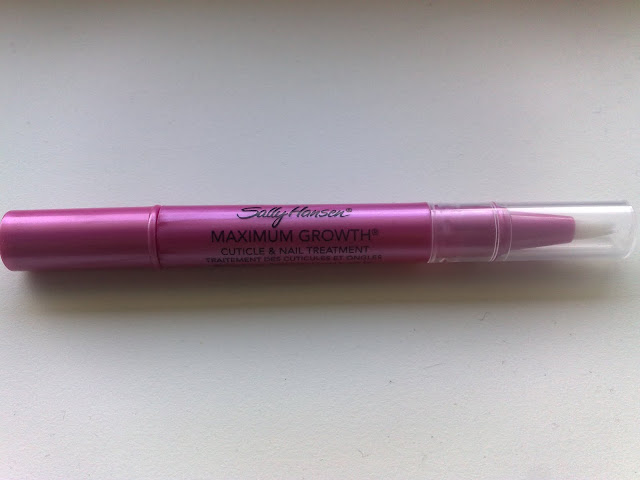 Sally Hansen®
MAXIMUM GROWTH®
CUTICLE & NAIL TREATMENT
TRAITEMENT DES CUTICULES ET ONGLES